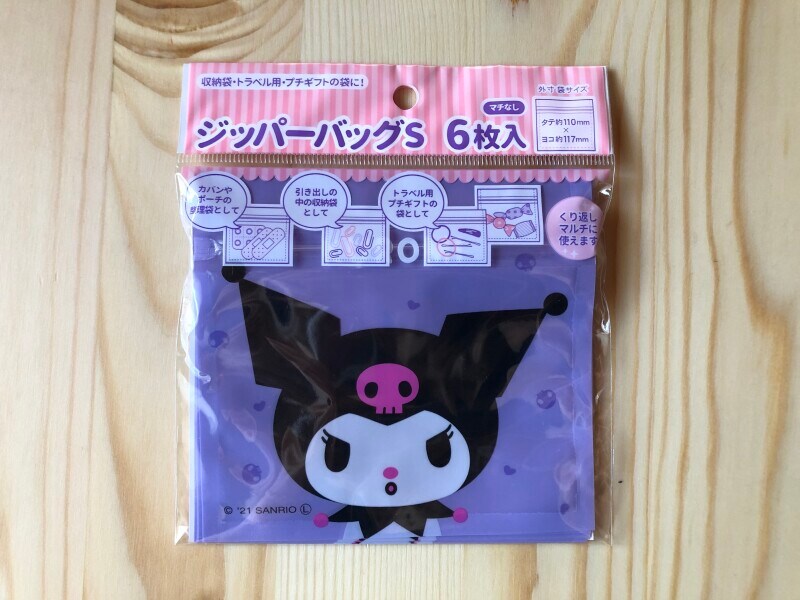 収納袋・トラベル用・プチギフトの袋に!
ジッパーバッグS 6枚入
マチなし
外寸 袋サイズ
タテ約110mm
×
ヨコ約117mm
カバンや
ポーチの
整理袋として
引き出しの
中の収納袋
として
トラベル用
プチギフトの
袋として
くり返し
マルチに
使えます
© '21 SANRIO Ⓛ